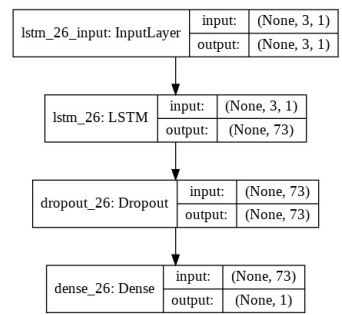 lstm_26_input: InputLayer
input: (None, 3, 1)
output: (None, 3, 1)
lstm_26: LSTM
input: (None, 3, 1)
output: (None, 73)
dropout_26: Dropout
input: (None, 73)
output: (None, 73)
dense_26: Dense
input: (None, 73)
output: (None, 1)